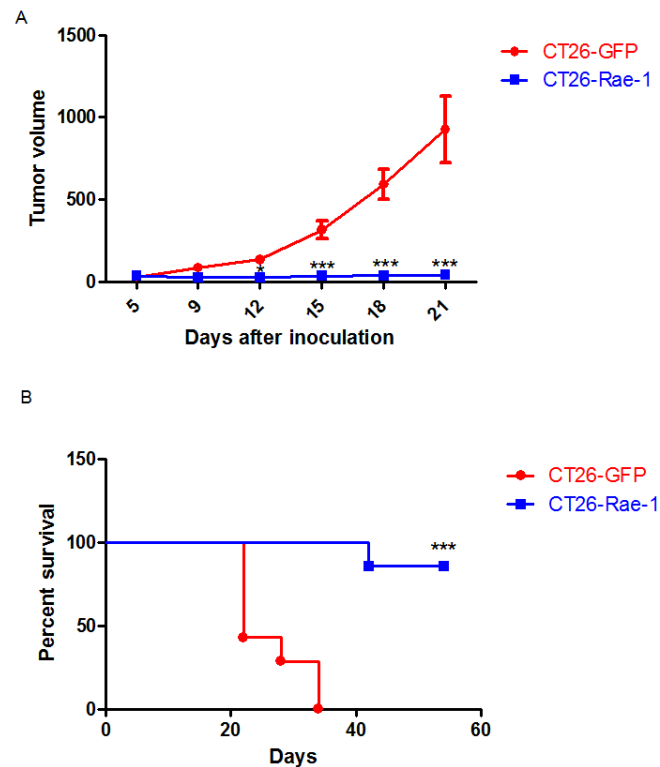 A
1500
1000
500
0
Tumor volume
* *** *** ***
5 9 12 15 18 21
Days after inoculation
CT26-GFP
CT26-Rae-1
B
150
100
50
0
Percent survival
***
0 20 40 60
Days
CT26-GFP
CT26-Rae-1